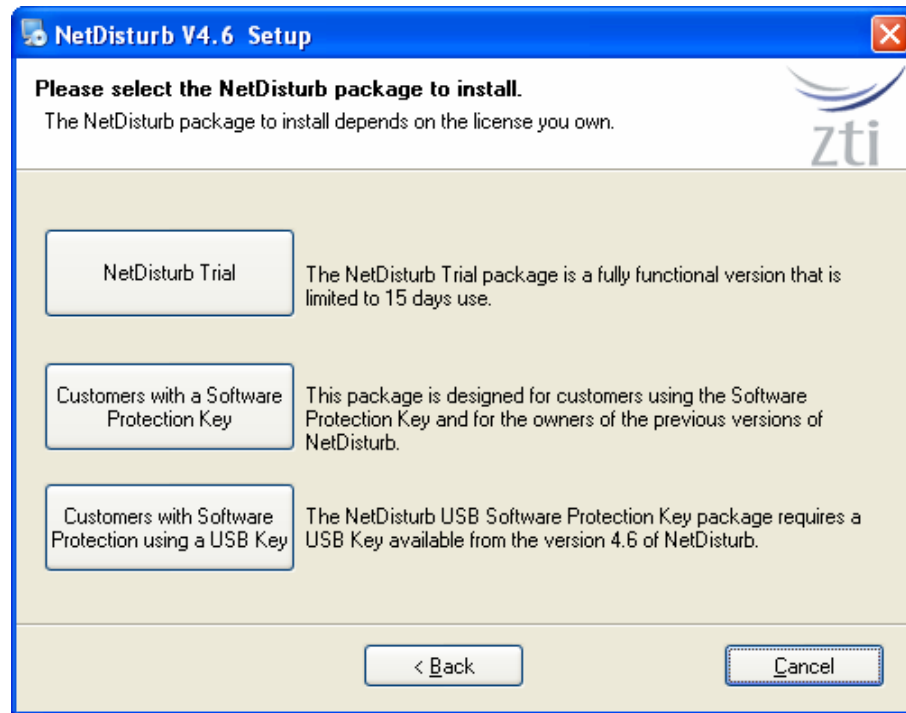 NetDisturb V4.6 Setup
Please select the NetDisturb package to install.
The NetDisturb package to install depends on the license you own.
zti
NetDisturb Trial
The NetDisturb Trial package is a fully functional version that is
limited to 15 days use.
Customers with a Software
Protection Key
This package is designed for customers using the Software
Protection Key and for the owners of the previous versions of
NetDisturb.
Customers with Software
Protection using a USB Key
The NetDisturb USB Software Protection Key package requires a
USB Key available from the version 4.6 of NetDisturb.
< Back
Cancel